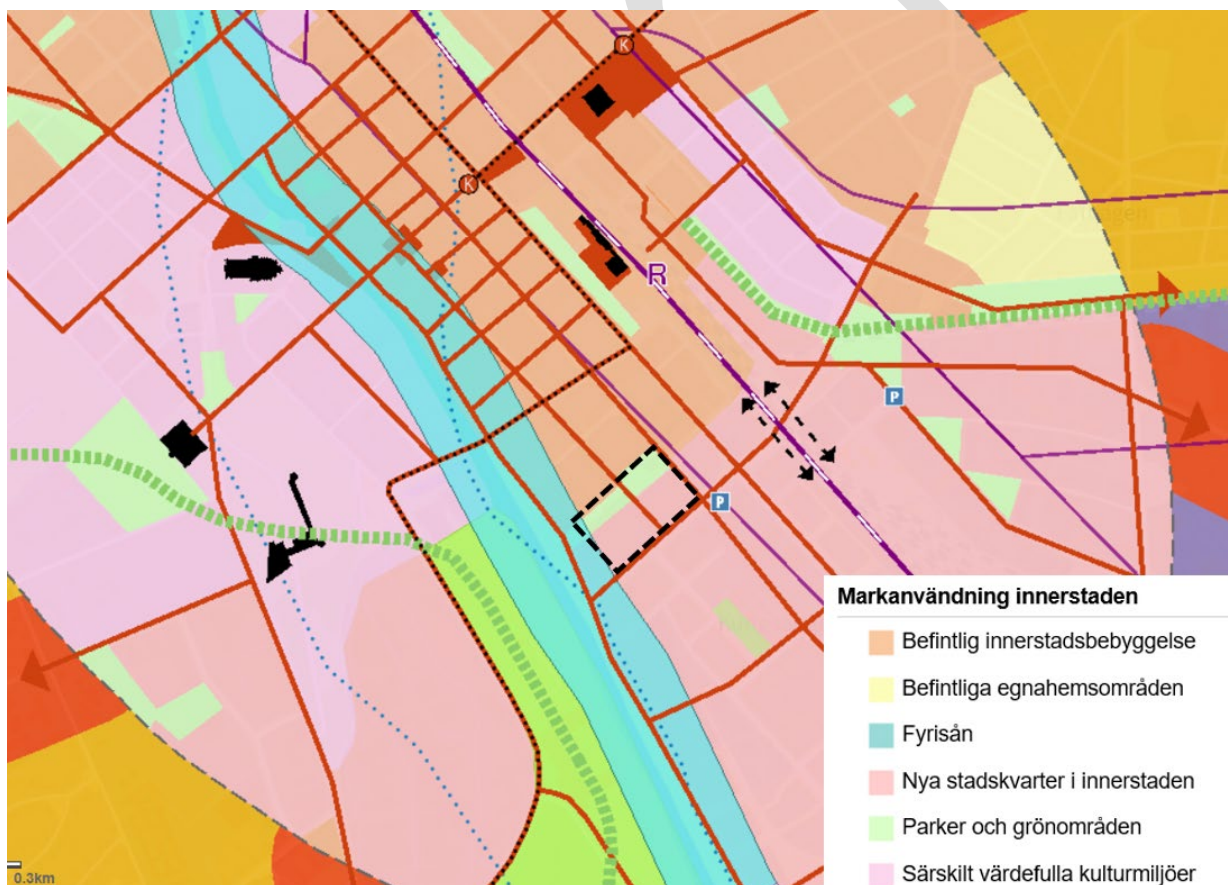 K
K
R
P
P
Markanvändning innerstaden
Befintlig innerstadsbebyggelse
Befintliga egnahemsområden
Fyrisån
Nya stadskvarter i innerstaden
Parker och grönområden
Särskilt värdefulla kulturmiljöer
0.3km